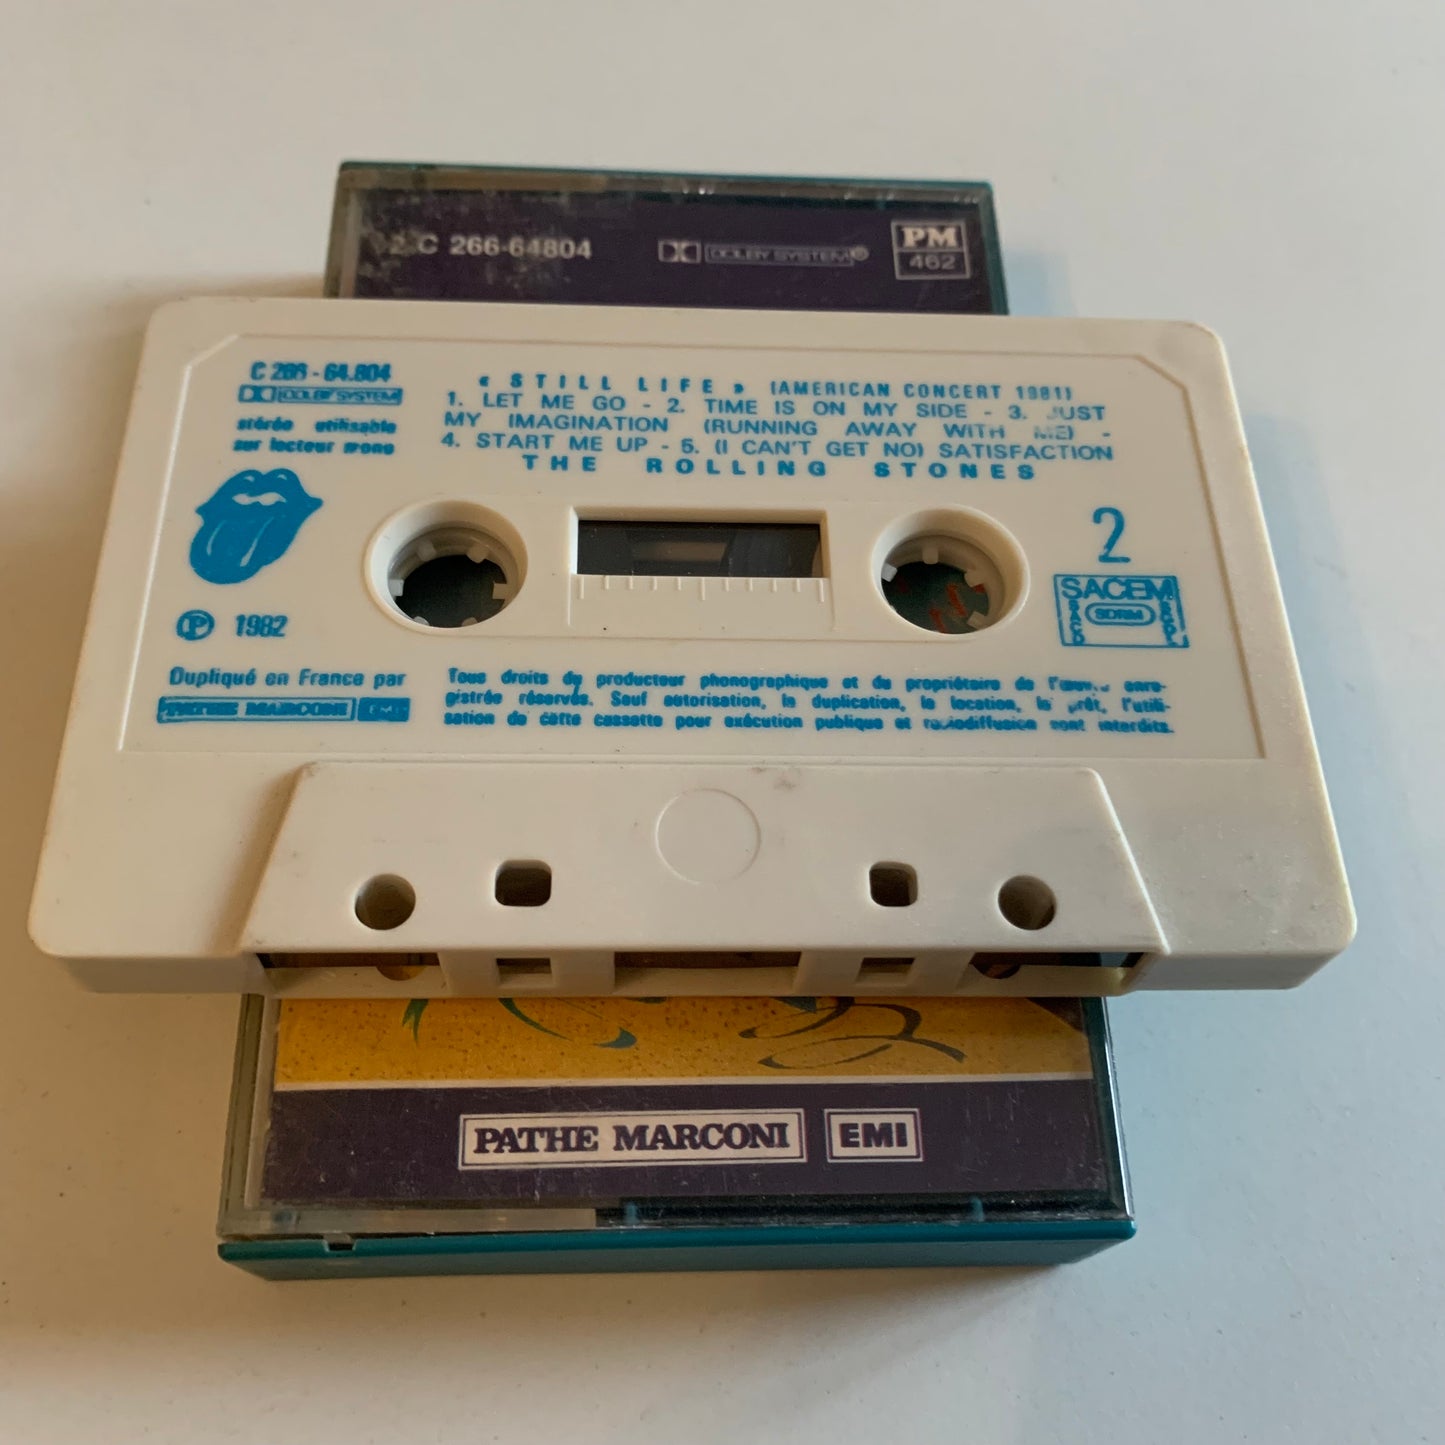 2 C 266-64804
DOLBY SYSTEM®
PM
462
C 266 - 64.804
DOLBY SYSTEM
stéréo utilisable
sur lecteur mono
« STILL LIFE » (AMERICAN CONCERT 1981)
1. LET ME GO - 2. TIME IS ON MY SIDE - 3. JUST
MY IMAGINATION (RUNNING AWAY WITH ME) -
4. START ME UP - 5. (I CAN'T GET NO) SATISFACTION
THE ROLLING STONES
2
SACEM
SACD
SDRM
℗ 1982
Dupliqué en France par
PATHE MARCONI EMI
Tous droits du producteur phonographique et du propriétaire de l'œuvre enre-
gistrée réservés. Sauf autorisation, la duplication, la location, le prêt, l'utili-
sation de cette cassette pour exécution publique et radiodiffusion sont interdits.
PATHE MARCONI EMI